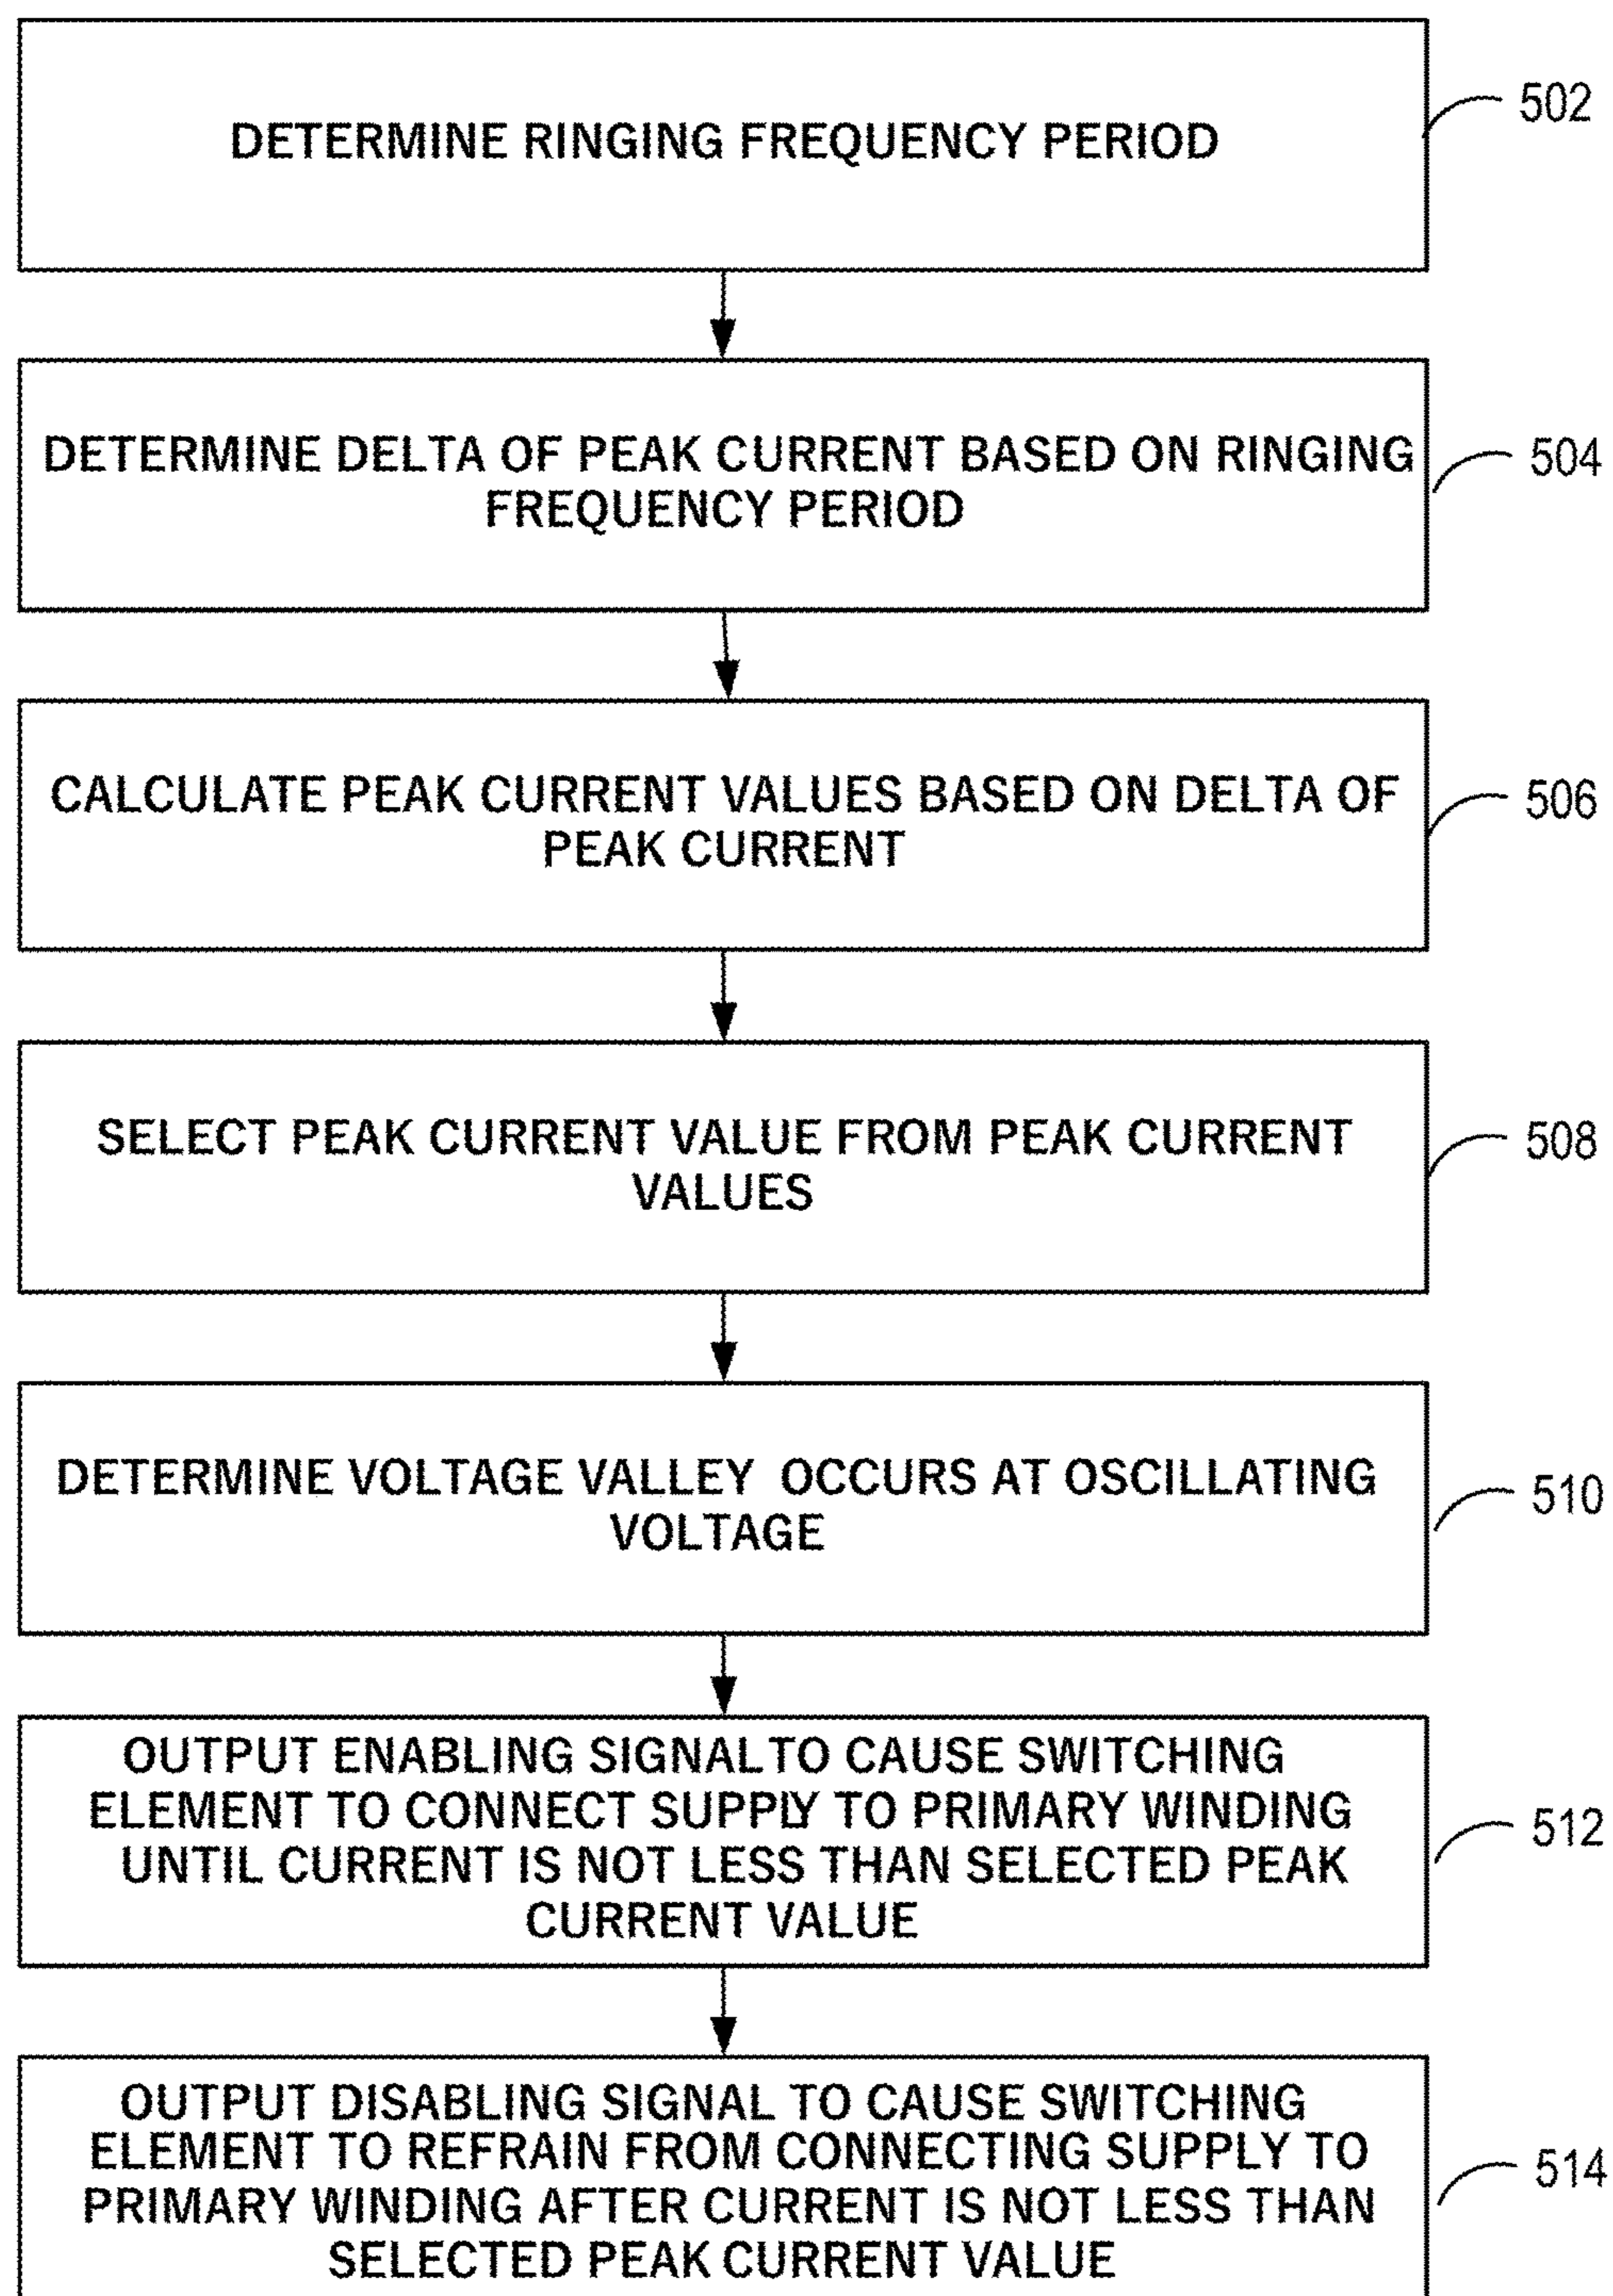 DETERMINE RINGING FREQUENCY PERIOD
502
DETERMINE DELTA OF PEAK CURRENT BASED ON RINGING
FREQUENCY PERIOD
504
CALCULATE PEAK CURRENT VALUES BASED ON DELTA OF
PEAK CURRENT
506
SELECT PEAK CURRENT VALUE FROM PEAK CURRENT
VALUES
508
DETERMINE VOLTAGE VALLEY OCCURS AT OSCILLATING
VOLTAGE
510
OUTPUT ENABLING SIGNAL TO CAUSE SWITCHING
ELEMENT TO CONNECT SUPPLY TO PRIMARY WINDING
UNTIL CURRENT IS NOT LESS THAN SELECTED PEAK
CURRENT VALUE
512
OUTPUT DISABLING SIGNAL TO CAUSE SWITCHING
ELEMENT TO REFRAIN FROM CONNECTING SUPPLY TO
PRIMARY WINDING AFTER CURRENT IS NOT LESS THAN
SELECTED PEAK CURRENT VALUE
514